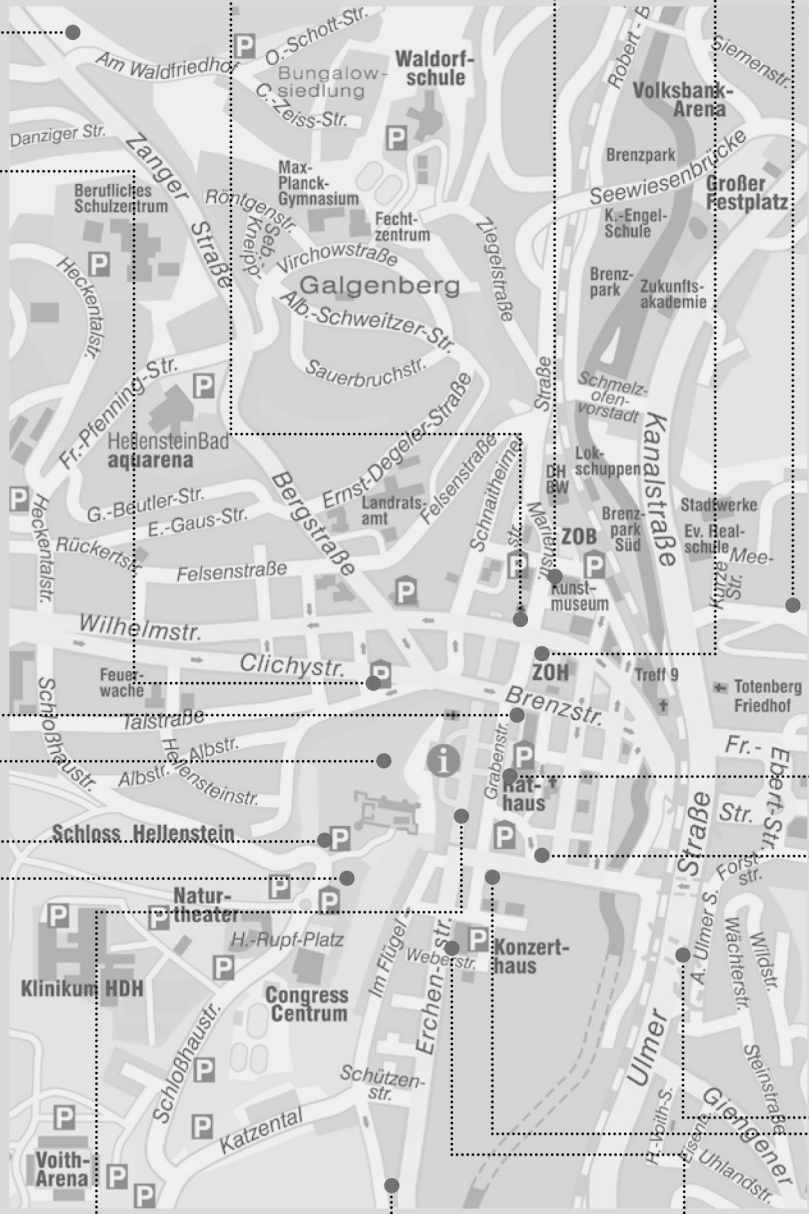 O.-Schott-Str.
Robert - B
Siemenstr.
P
Am Waldfriedhof
Waldorf-
schule
Bungalow-
siedlung
C.-Zeiss-Str.
Volksbank-
Arena
Danziger Str.
Zanger Straße
P
Brenzpark
Seewiesenbrücke
Max-
Planck-
Gymnasium
Berufliches
Schulzentrum
Röntgenstr.
Seb.-
Kneipp-
Großer
Festplatz
K.-Engel-
Schule
Fecht-
zentrum
Ziegelstraße
Virchowstraße
P
Heckentalstr.
Galgenberg
Brenz-
park
Zukunfts-
akademie
Alb.-Schweitzer-Str.
Fr.-Pfenning-Str.
Sauerbruchstr.
Straße
P
Schmelz-
ofen-
vorstadt
Kanalstraße
HellensteinBad
aquarena
Ernst-Degeler-Straße
Felsenstraße
Schnaitheimer
str.
Lok-
schuppen
DH
BW
P
G.-Beutler-Str.
E.-Gaus-Str.
Bergstraße
Landrats-
amt
Marienstr.
Brenz-
park
Süd
Stadtwerke
Ev. Real-
schule
Heckentalstr.
Rückertstr.
ZOB
Mee-
Kurze
Str.
Felsenstraße
P
P
P
Kunst-
museum
Wilhelmstr.
Clichystr.
P
ZOH
Treff 9
Feuer-
wache
Totenberg
Friedhof
Schloßhaustr.
Talstraße
Brenzstr.
Albstr.
Albstr.
Hellensteinstr.
i
Grabenstr.
P
Rat-
haus
Fr.-
Ebert-Str.
Str.
Schloss Hellenstein
P
P
Straße
Forst-
str.
Natur-
theater
P
P
P
P
H.-Rupf-Platz
Im Flügel
Erchen-
str.
Weberstr.
P
Konzert-
haus
A. Ulmer S.
Wächterstr.
Wildstr.
P
Klinikum HDH
Congress
Centrum
Schloßhaustr.
Ulmer
Steinstraße
P
Schützen-
str.
P
Katzental
P
H.-Voith-S.
Giengener
Voith-
Arena
P
P
Uhlandstr.